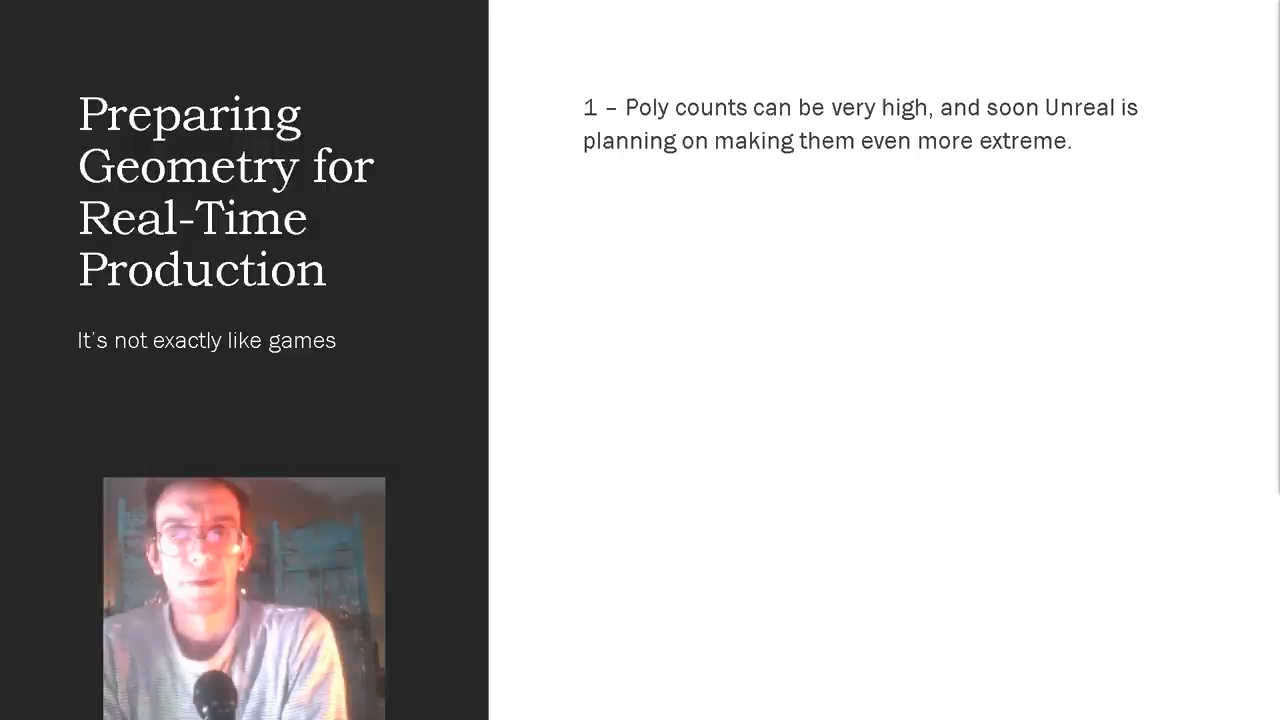 Preparing
Geometry for
Real-Time
Production
It's not exactly like games
1 – Poly counts can be very high, and soon Unreal is
planning on making them even more extreme.